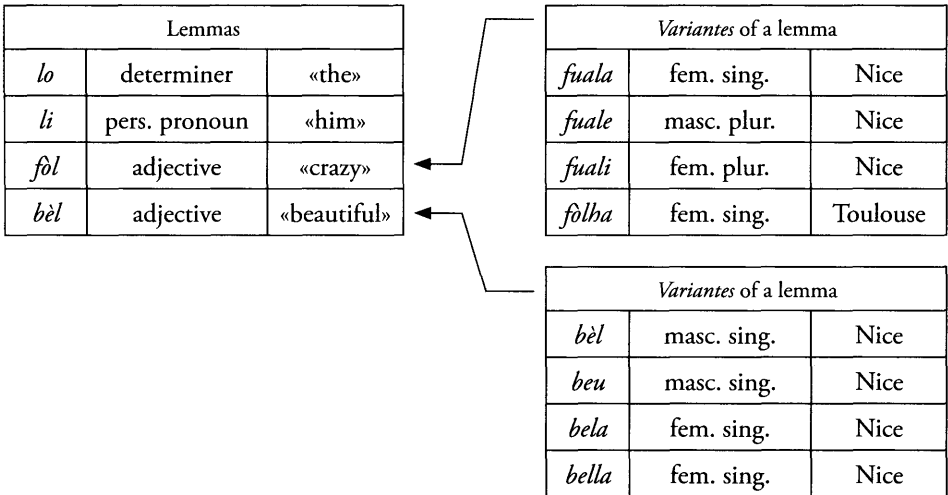 Lemmas
lo determiner «the»
li pers. pronoun «him»
fòl adjective «crazy»
bèl adjective «beautiful»
Variantes of a lemma
fuala fem. sing. Nice
fuale masc. plur. Nice
fuali fem. plur. Nice
fòlha fem. sing. Toulouse
Variantes of a lemma
bèl masc. sing. Nice
beu masc. sing. Nice
bela fem. sing. Nice
bella fem. sing. Nice